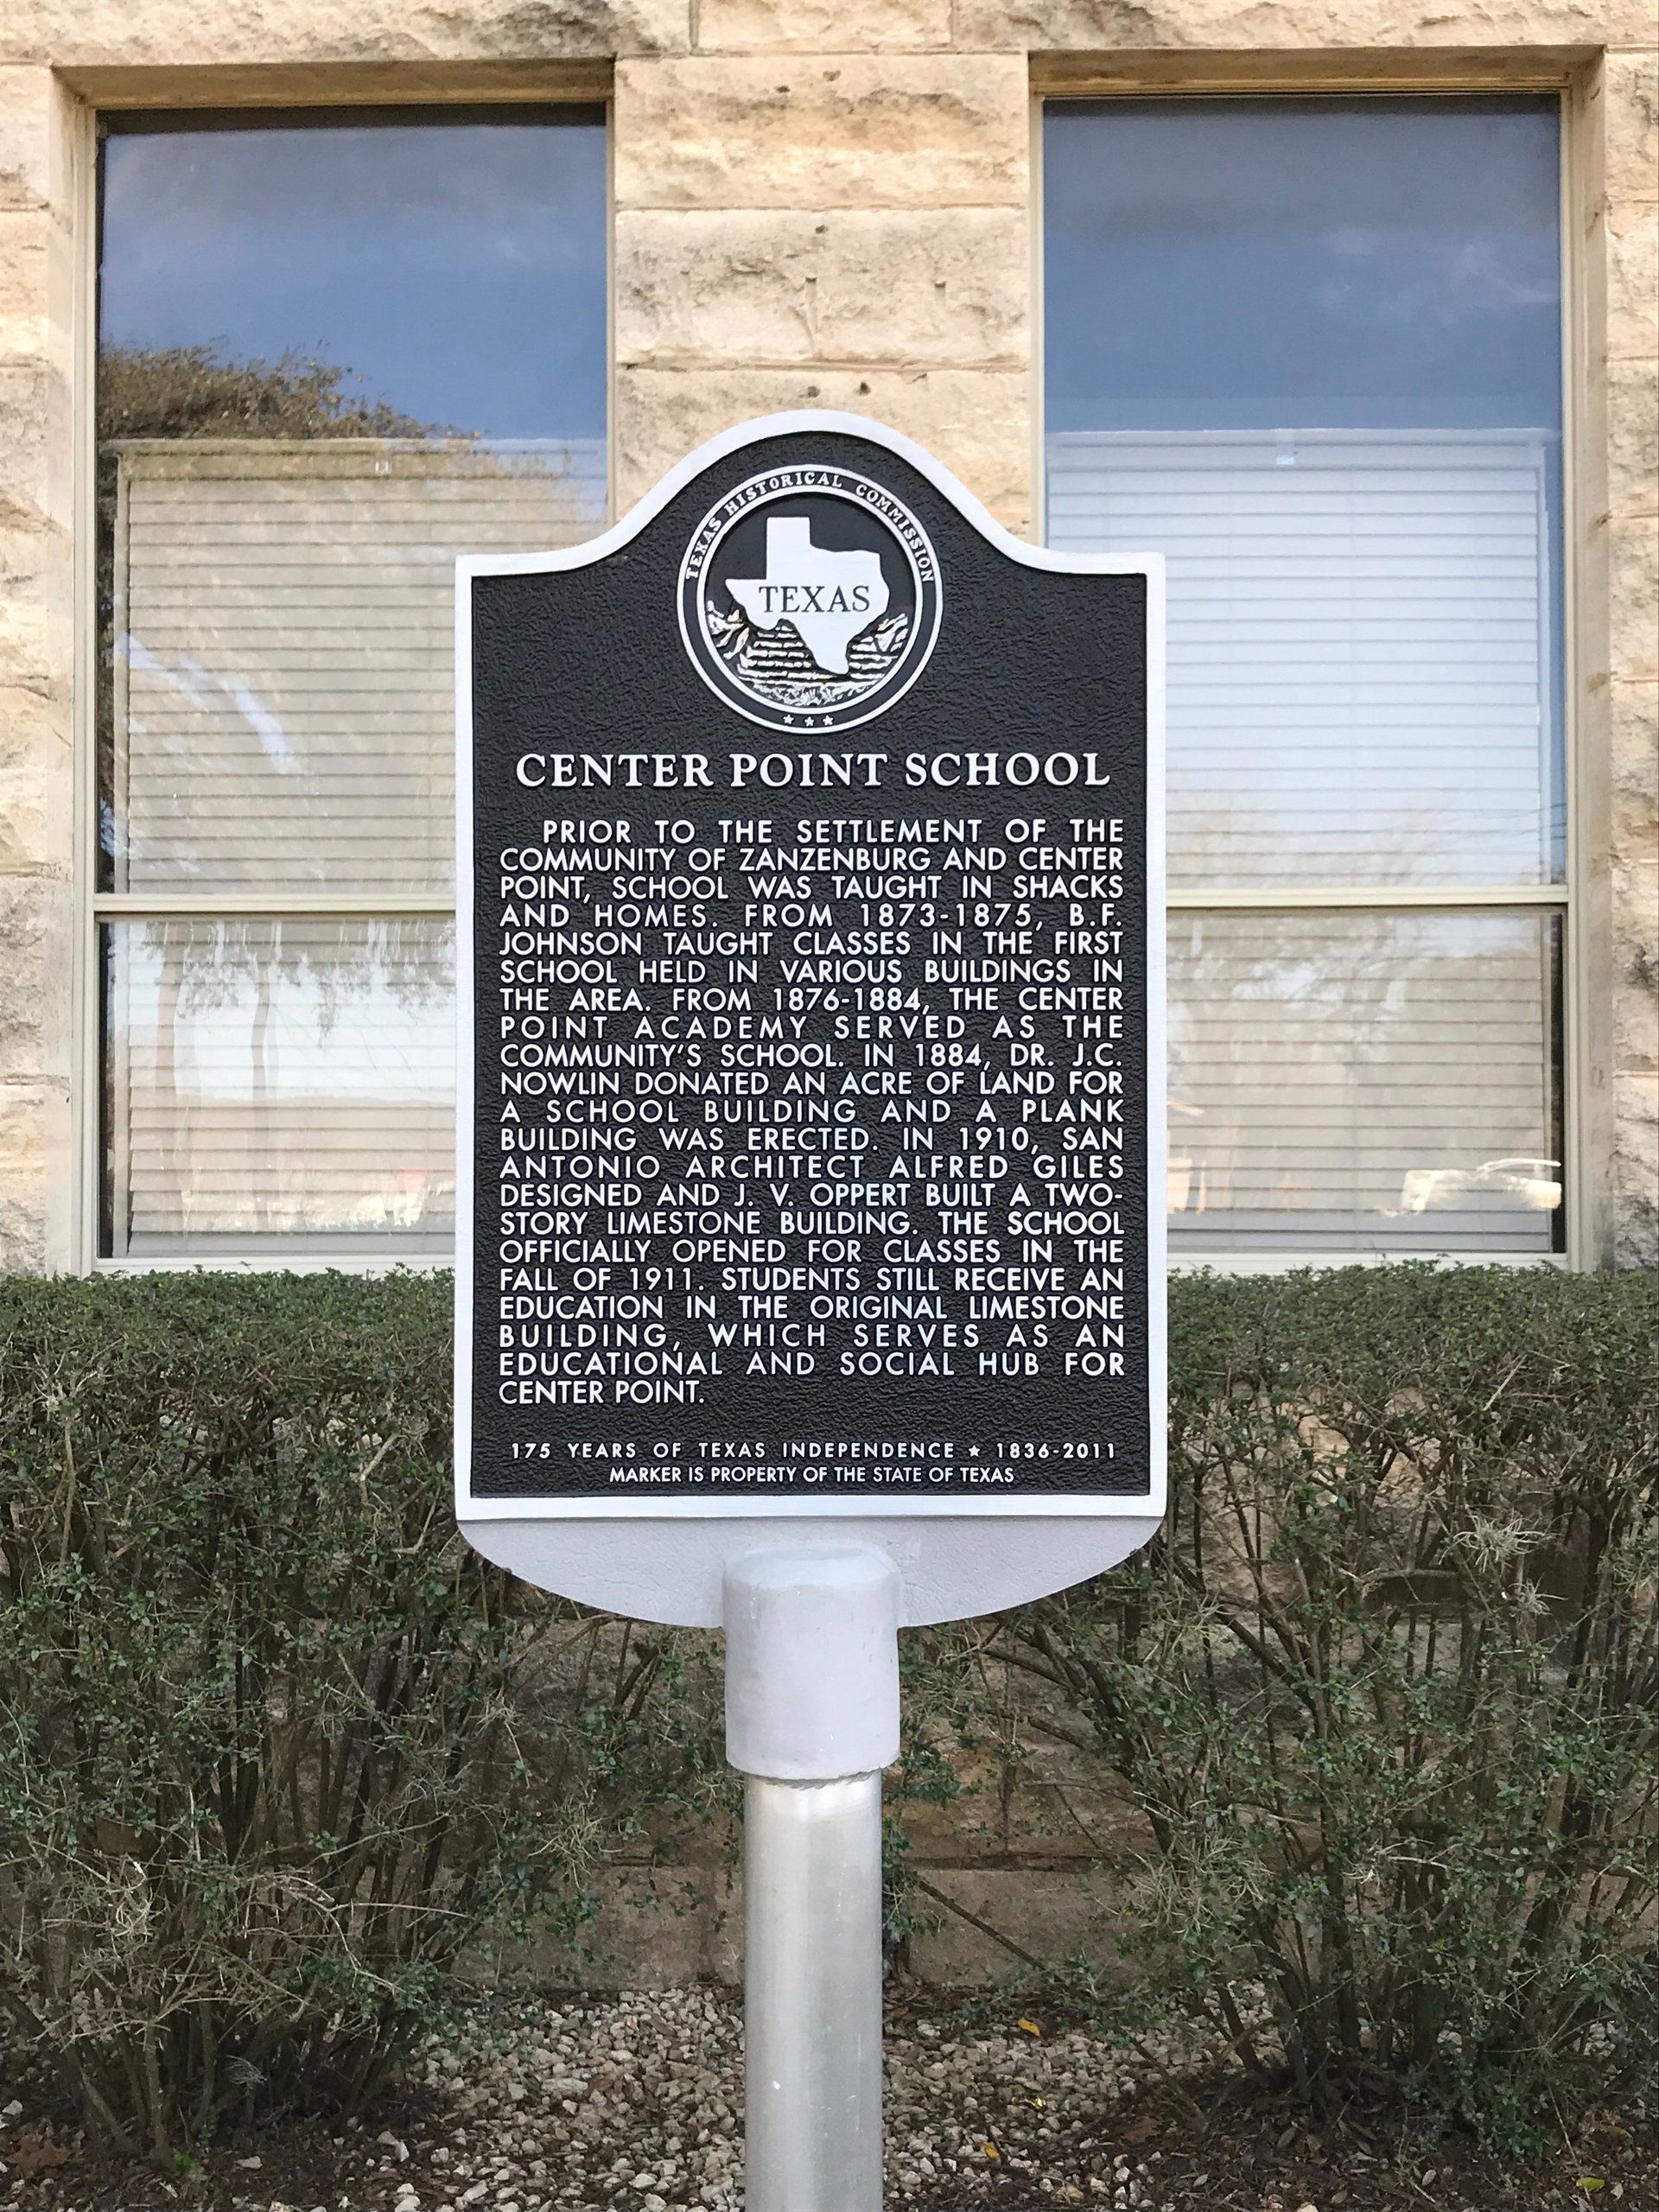 TEXAS HISTORICAL COMMISSION
TEXAS
CENTER POINT SCHOOL
PRIOR TO THE SETTLEMENT OF THE
COMMUNITY OF ZANZENBURG AND CENTER
POINT, SCHOOL WAS TAUGHT IN SHACKS
AND HOMES. FROM 1873-1875, B.F.
JOHNSON TAUGHT CLASSES IN THE FIRST
SCHOOL HELD IN VARIOUS BUILDINGS IN
THE AREA. FROM 1876-1884, THE CENTER
POINT ACADEMY SERVED AS THE
COMMUNITY'S SCHOOL. IN 1884, DR. J.C.
NOWLIN DONATED AN ACRE OF LAND FOR
A SCHOOL BUILDING AND A PLANK
BUILDING WAS ERECTED. IN 1910, SAN
ANTONIO ARCHITECT ALFRED GILES
DESIGNED AND J. V. OPPERT BUILT A TWO-
STORY LIMESTONE BUILDING. THE SCHOOL
OFFICIALLY OPENED FOR CLASSES IN THE
FALL OF 1911. STUDENTS STILL RECEIVE AN
EDUCATION IN THE ORIGINAL LIMESTONE
BUILDING, WHICH SERVES AS AN
EDUCATIONAL AND SOCIAL HUB FOR
CENTER POINT.
175 YEARS OF TEXAS INDEPENDENCE ★ 1836-2011
MARKER IS PROPERTY OF THE STATE OF TEXAS